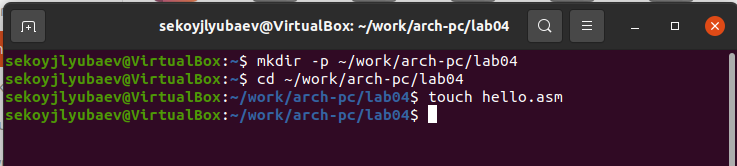 sekoyjlyubaev@VirtualBox: ~/work/arch-pc/lab04
sekoyjlyubaev@VirtualBox:~$ mkdir -p ~/work/arch-pc/lab04
sekoyjlyubaev@VirtualBox:~$ cd ~/work/arch-pc/lab04
sekoyjlyubaev@VirtualBox:~/work/arch-pc/lab04$ touch hello.asm
sekoyjlyubaev@VirtualBox:~/work/arch-pc/lab04$